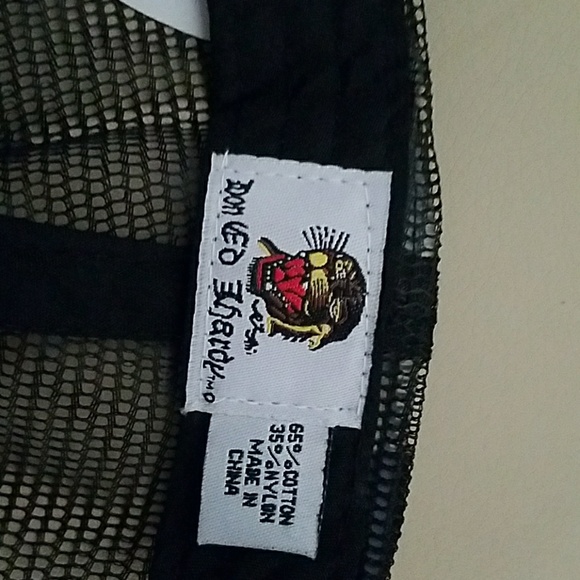 DON ED Hardy
65%COTTON
35%NYLON
MADE IN
CHINA